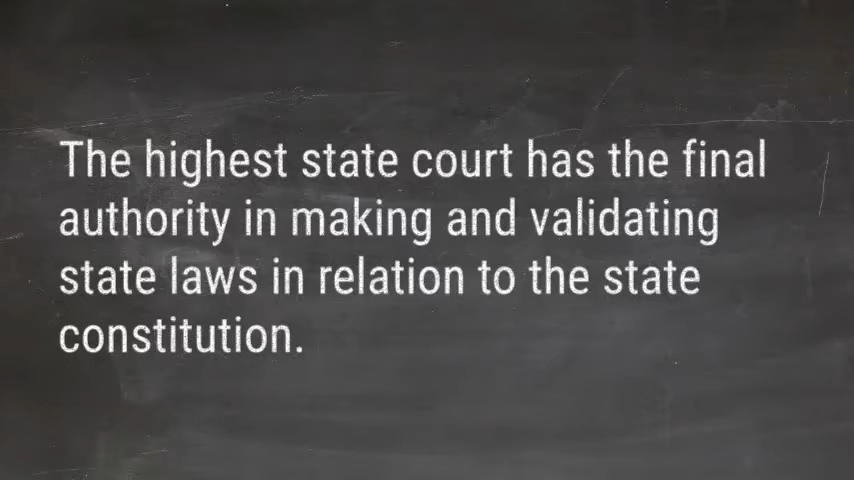 The highest state court has the final
authority in making and validating
state laws in relation to the state
constitution.